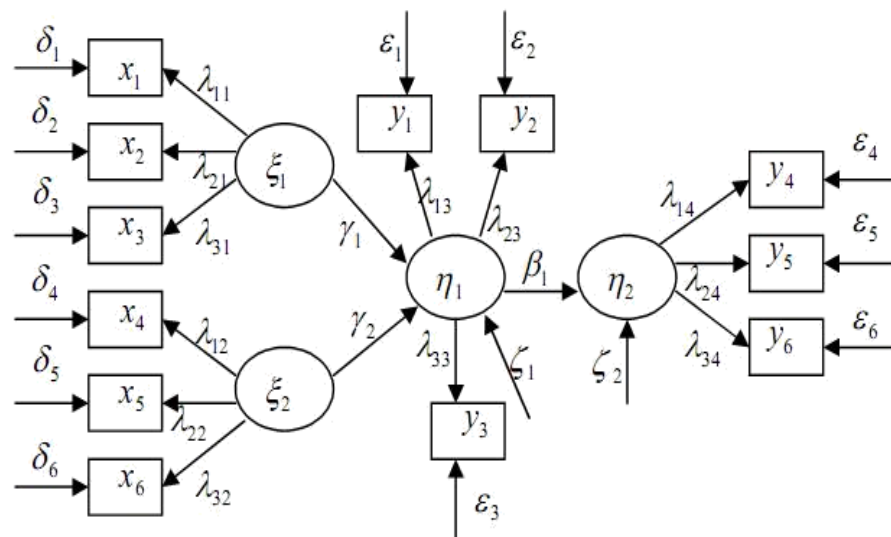 δ₁
x₁
λ₁₁
δ₂
x₂
λ₂₁
δ₃
x₃
λ₃₁
ξ₁
γ₁
δ₄
x₄
λ₁₂
δ₅
x₅
λ₂₂
δ₆
x₆
λ₃₂
ξ₂
γ₂
ε₁
y₁
λ₁₃
ε₂
y₂
λ₂₃
η₁
λ₃₃
ζ₁
y₃
ε₃
β₁
η₂
ζ₂
λ₁₄
y₄
ε₄
λ₂₄
y₅
ε₅
λ₃₄
y₆
ε₆